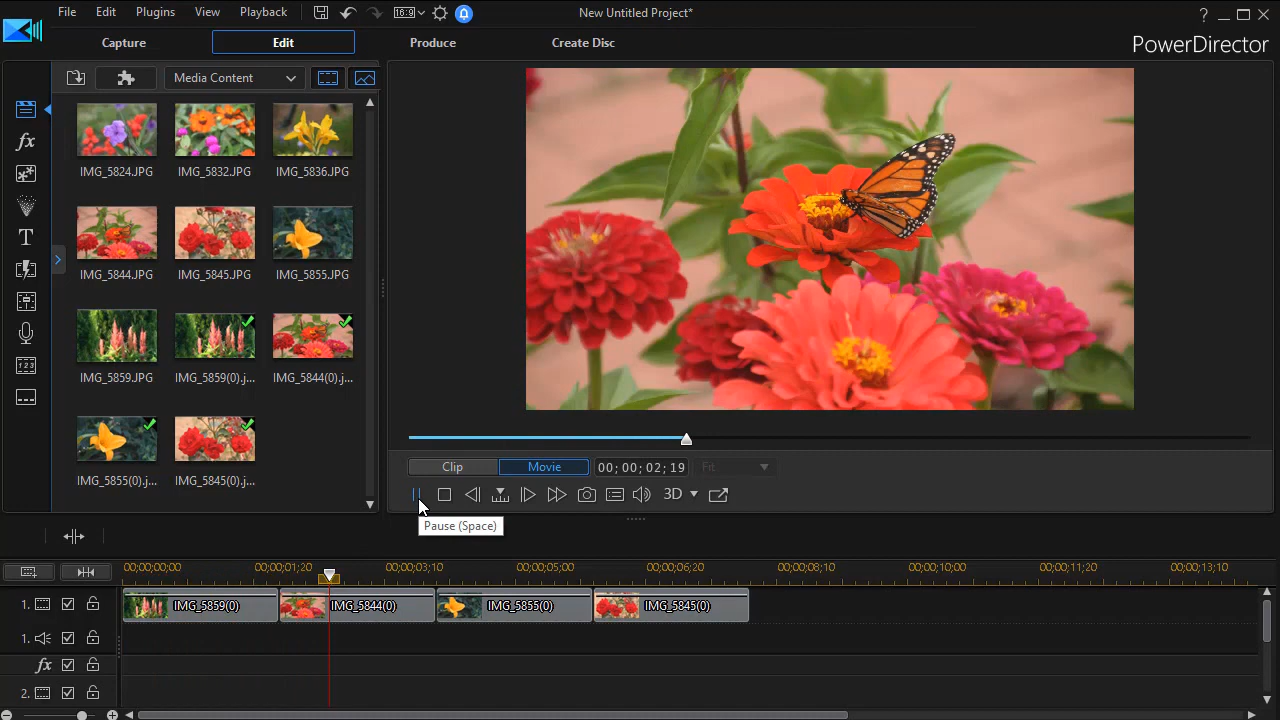 File Edit Plugins View Playback 16:9 New Untitled Project* ?
Capture Edit Produce Create Disc
PowerDirector
Media Content
IMG_5824.JPG IMG_5832.JPG IMG_5836.JPG
IMG_5844.JPG IMG_5845.JPG IMG_5855.JPG
IMG_5859.JPG IMG_5859(0).j... IMG_5844(0).j...
IMG_5855(0).j... IMG_5845(0).j...
fx
T
123
Clip Movie 00; 00; 02; 19 Fit
3D
Pause (Space)
00;00;00;00 00;00;01;20 00;00;03;10 00;00;05;00 00;00;06;20 00;00;08;10 00;00;10;00 00;00;11;20 00;00;13;10
1. IMG_5859(0) IMG_5844(0) IMG_5855(0) IMG_5845(0)
1.
fx
2.